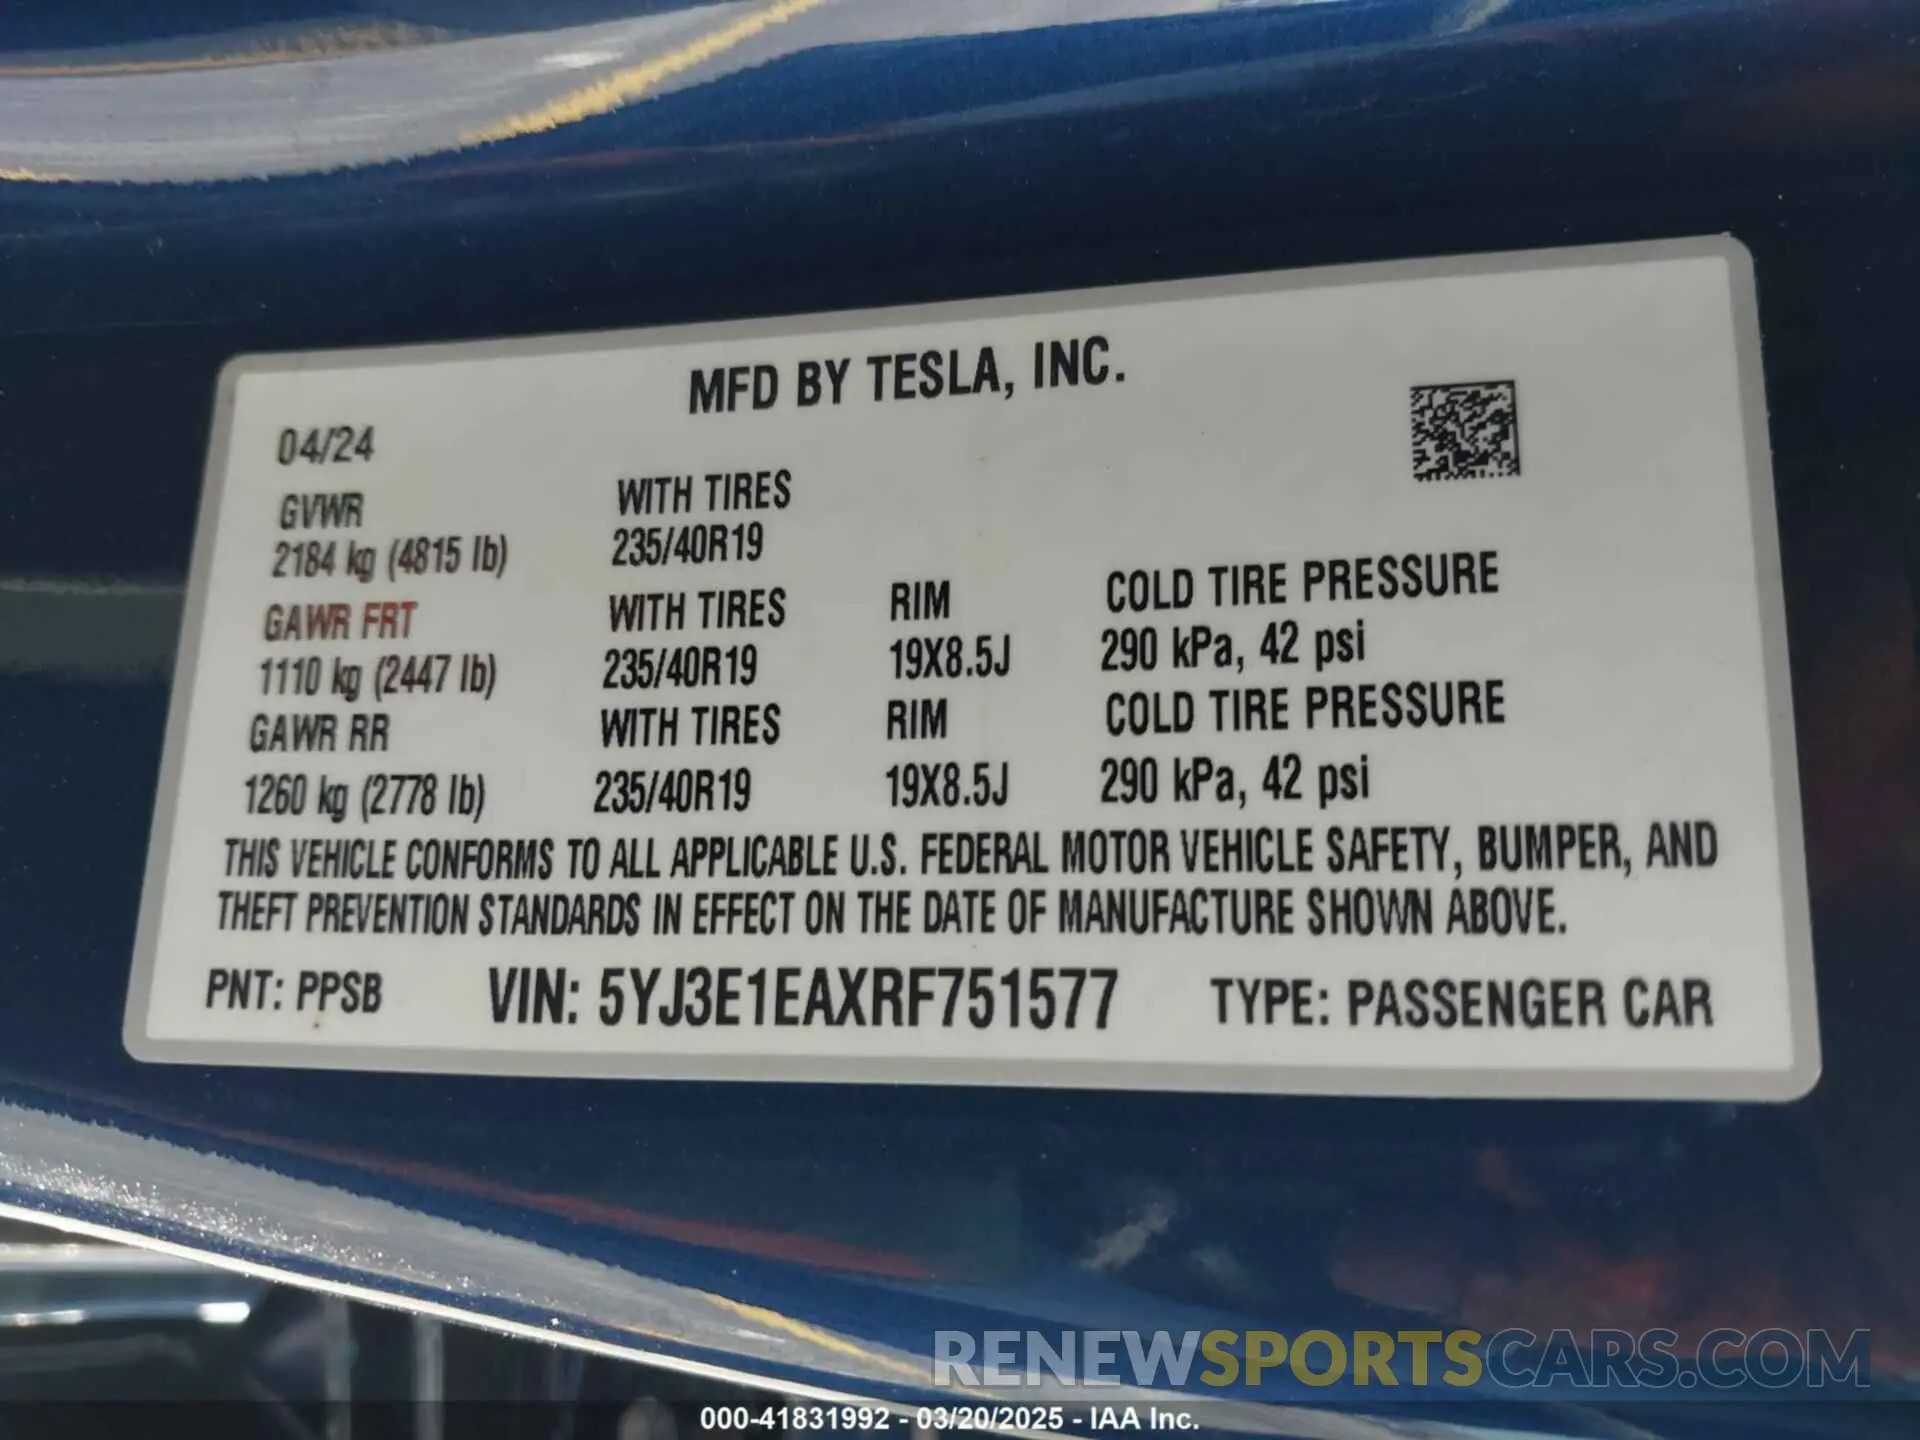 MFD BY TESLA, INC.
04/24
GVWR WITH TIRES
2184 kg (4815 lb) 235/40R19
GAWR FRT WITH TIRES RIM COLD TIRE PRESSURE
1110 kg (2447 lb) 235/40R19 19X8.5J 290 kPa, 42 psi
GAWR RR WITH TIRES RIM COLD TIRE PRESSURE
1260 kg (2778 lb) 235/40R19 19X8.5J 290 kPa, 42 psi
THIS VEHICLE CONFORMS TO ALL APPLICABLE U.S. FEDERAL MOTOR VEHICLE SAFETY, BUMPER, AND
THEFT PREVENTION STANDARDS IN EFFECT ON THE DATE OF MANUFACTURE SHOWN ABOVE.
PNT: PPSB VIN: 5YJ3E1EAXRF751577 TYPE: PASSENGER CAR
RENEWSPORTSCARS.COM
000-41831992 - 03/20/2025 - IAA Inc.